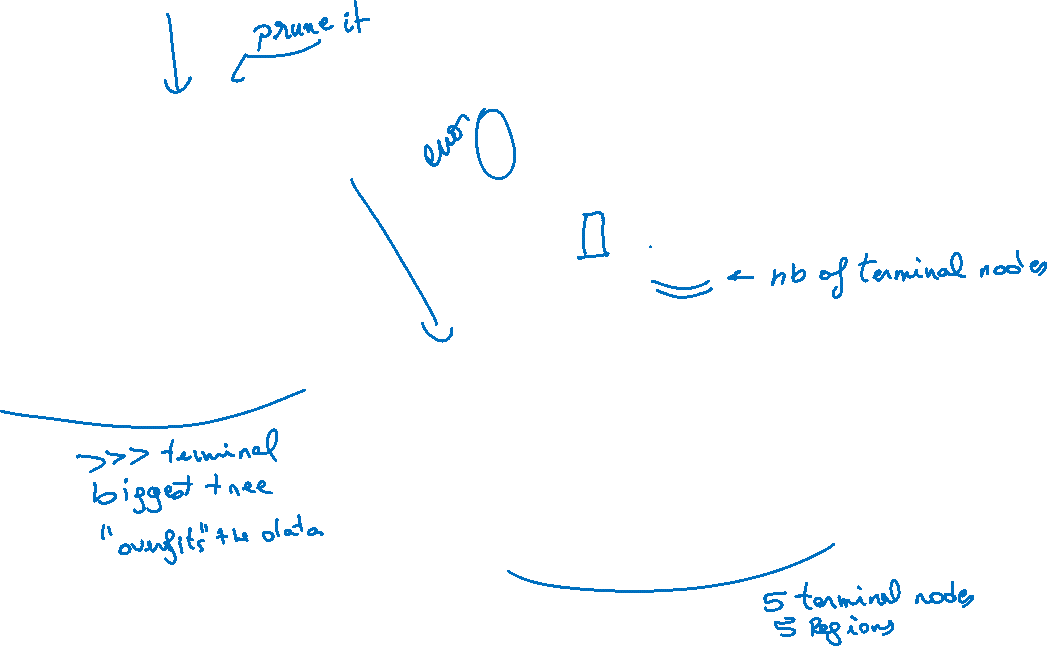 prune it
error
← nb of terminal nodes
>>> terminal
biggest tree
"overfits" the data
5 terminal nodes
5 Regions